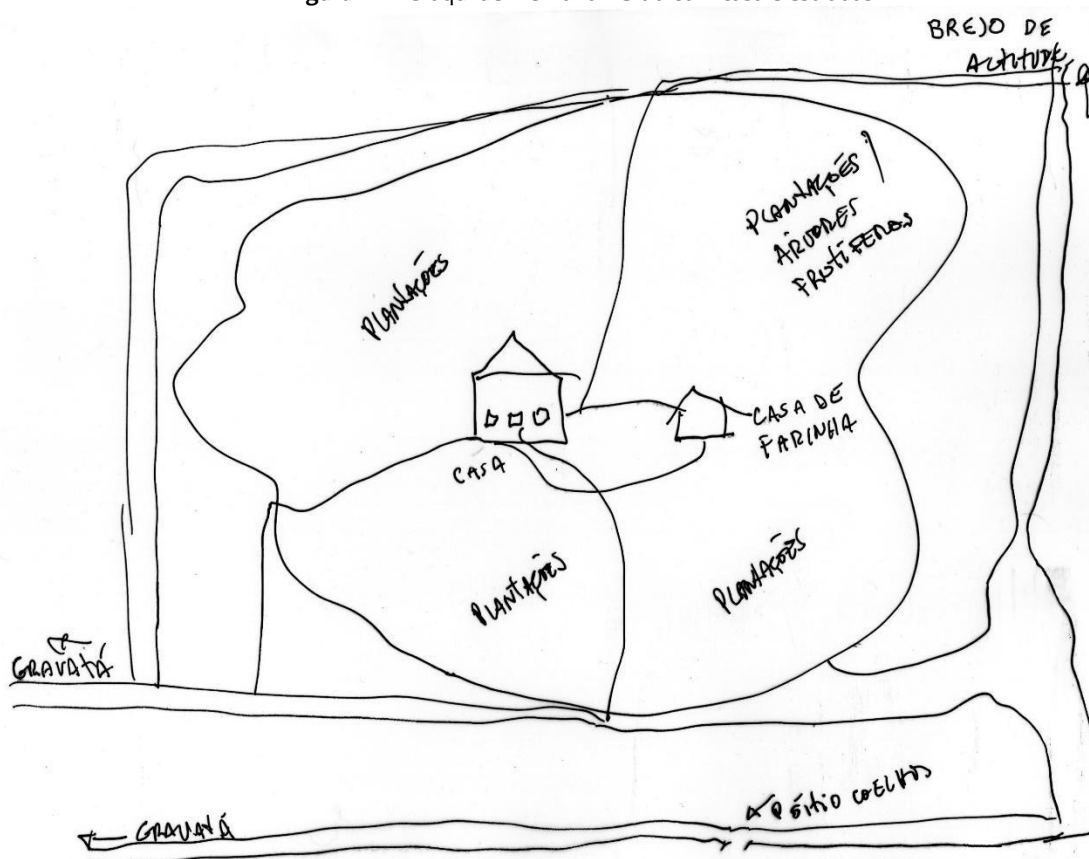 BREJO DE
ALTITUDE
PLANTAÇÕES
ÁRVORES
FRUTÍFERAS
PLANTAÇÕES
CASA DE
FARINHA
CASA
PLANTAÇÕES
PLANTAÇÕES
GRAVATÁ
SÍTIO COELHOS
GRAVATÁ